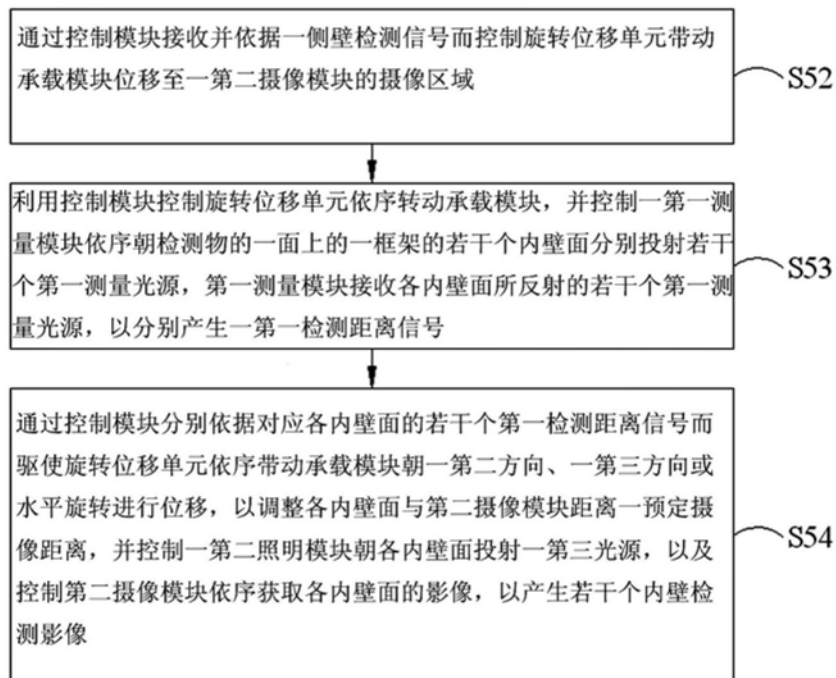 通过控制模块接收并依据一侧壁检测信号而控制旋转位移单元带动
承载模块位移至一第二摄像模块的摄像区域
S52
利用控制模块控制旋转位移单元依序转动承载模块，并控制一第一测
量模块依序朝检测物的一面上的一框架的若干个内壁面分别投射若干
个第一测量光源，第一测量模块接收各内壁面所反射的若干个第一测
量光源，以分别产生一第一检测距离信号
S53
通过控制模块分别依据对应各内壁面的若干个第一检测距离信号而
驱使旋转位移单元依序带动承载模块朝一第二方向、一第三方向或
水平旋转进行位移，以调整各内壁面与第二摄像模块距离一预定摄
像距离，并控制一第二照明模块朝各内壁面投射一第三光源，以及
控制第二摄像模块依序获取各内壁面的影像，以产生若干个内壁检
测影像
S54